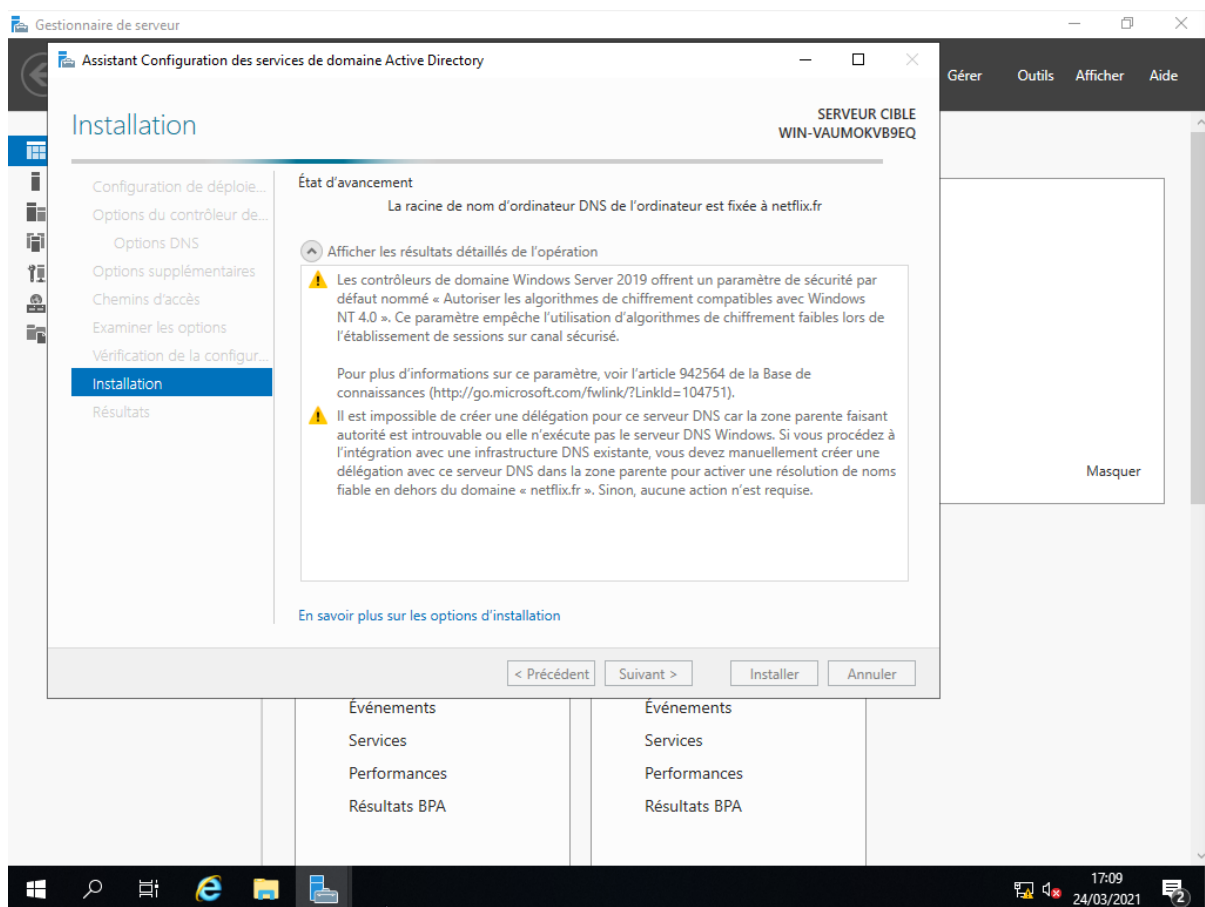 Gestionnaire de serveur
Assistant Configuration des services de domaine Active Directory
Gérer Outils Afficher Aide
Installation
SERVEUR CIBLE
WIN-VAUMOKVB9EQ
Configuration de déploie...
Options du contrôleur de...
Options DNS
Options supplémentaires
Chemins d'accès
Examiner les options
Vérification de la configur...
Installation
Résultats
État d'avancement
La racine de nom d'ordinateur DNS de l'ordinateur est fixée à netflix.fr
Afficher les résultats détaillés de l'opération
Les contrôleurs de domaine Windows Server 2019 offrent un paramètre de sécurité par
défaut nommé « Autoriser les algorithmes de chiffrement compatibles avec Windows
NT 4.0 ». Ce paramètre empêche l'utilisation d'algorithmes de chiffrement faibles lors de
l'établissement de sessions sur canal sécurisé.
Pour plus d'informations sur ce paramètre, voir l'article 942564 de la Base de
connaissances (http://go.microsoft.com/fwlink/?LinkId=104751).
Il est impossible de créer une délégation pour ce serveur DNS car la zone parente faisant
autorité est introuvable ou elle n'exécute pas le serveur DNS Windows. Si vous procédez à
l'intégration avec une infrastructure DNS existante, vous devez manuellement créer une
délégation avec ce serveur DNS dans la zone parente pour activer une résolution de noms
fiable en dehors du domaine « netflix.fr ». Sinon, aucune action n'est requise.
En savoir plus sur les options d'installation
< Précédent Suivant > Installer Annuler
Masquer
Événements
Services
Performances
Résultats BPA
Événements
Services
Performances
Résultats BPA
17:09
24/03/2021
2